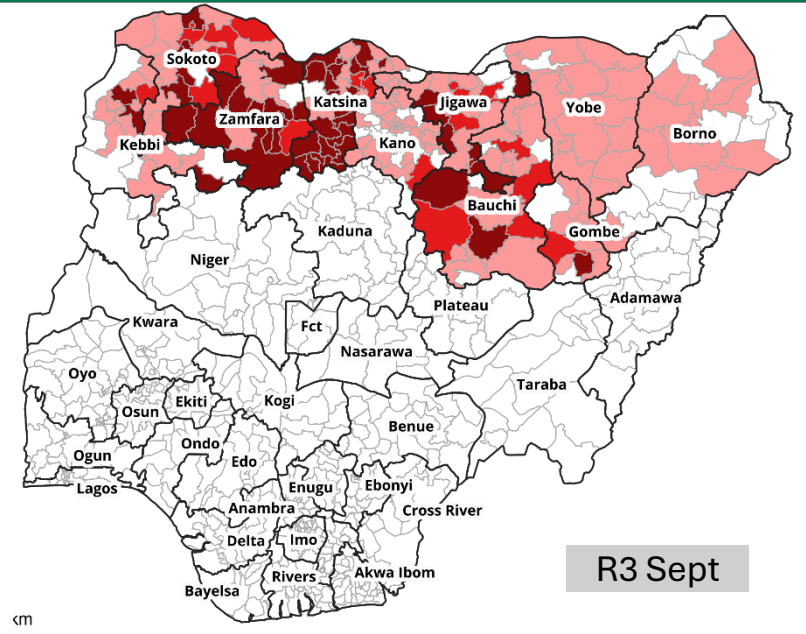 Sokoto
Zamfara
Katsina
Jigawa
Yobe
Borno
Kebbi
Kano
Bauchi
Gombe
Kaduna
Niger
Adamawa
Plateau
Kwara
Fct
Nasarawa
Oyo
Taraba
Osun
Ekiti
Kogi
Benue
Ondo
Ogun
Edo
Lagos
Enugu
Ebonyi
Anambra
Cross River
Delta
Imo
Rivers
Akwa Ibom
Bayelsa
R3 Sept
km